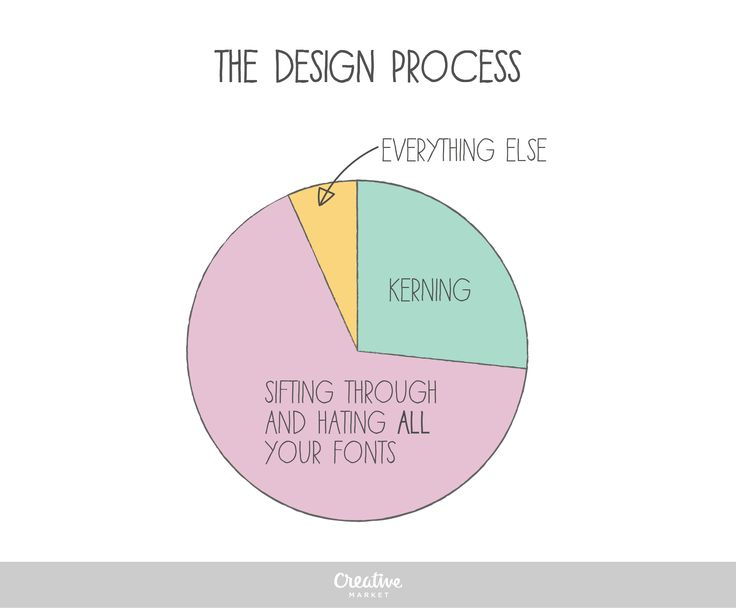 THE DESIGN PROCESS
EVERYTHING ELSE
KERNING
SIFTING THROUGH
AND HATING ALL
YOUR FONTS
Creative
MARKET